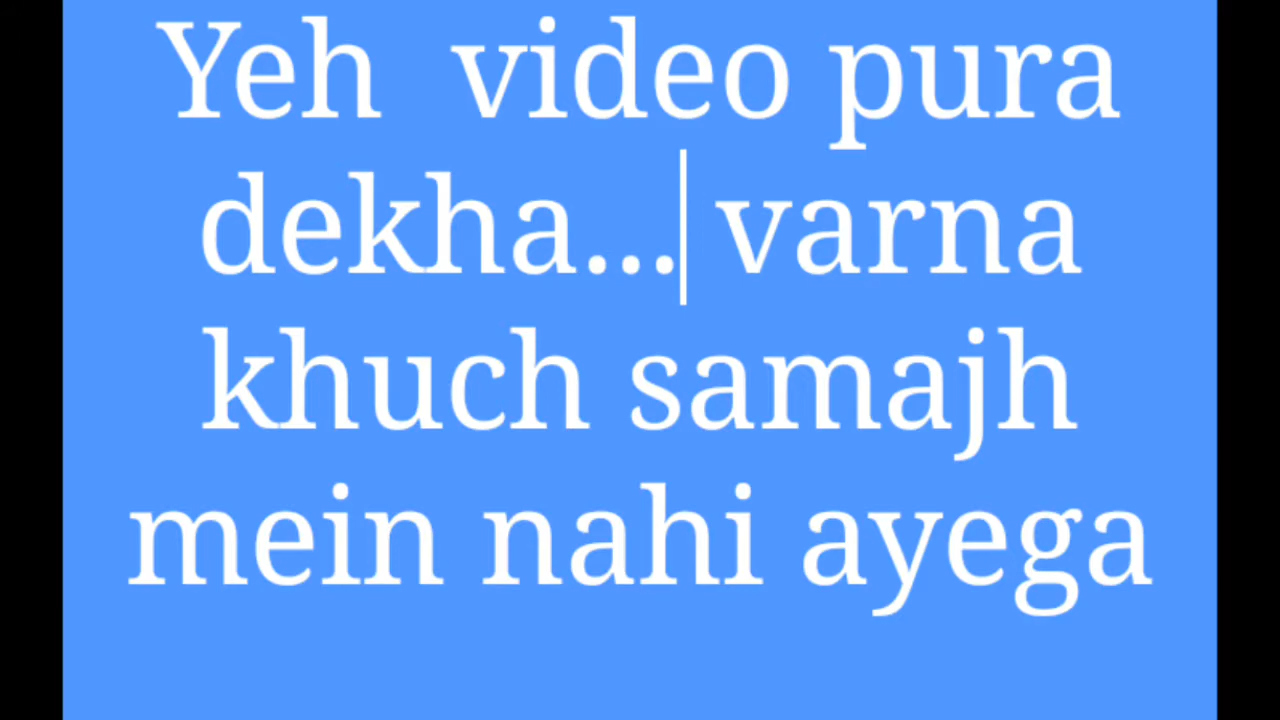 Yeh  video pura
dekha... varna
khuch samajh
mein nahi ayega